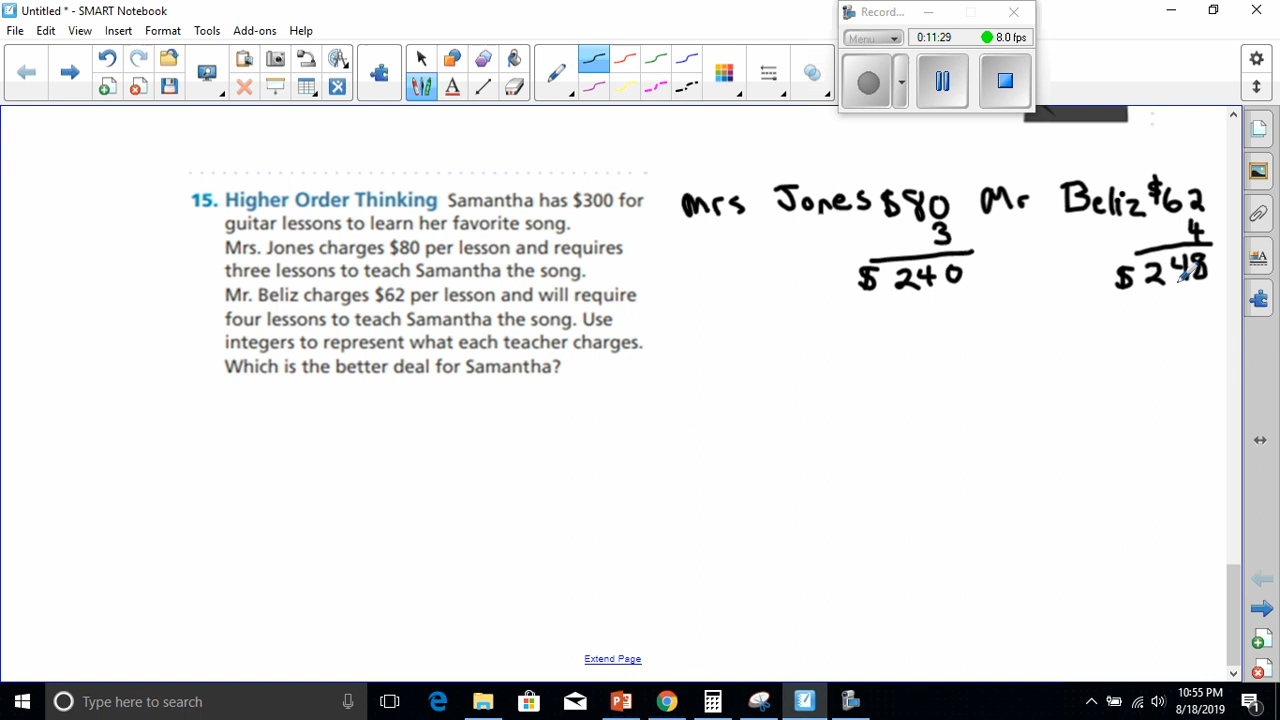 Untitled * - SMART Notebook
File Edit View Insert Format Tools Add-ons Help
Record...
Menu 0:11:29 8.0 fps
15. Higher Order Thinking Samantha has $300 for
guitar lessons to learn her favorite song.
Mrs. Jones charges $80 per lesson and requires
three lessons to teach Samantha the song.
Mr. Beliz charges $62 per lesson and will require
four lessons to teach Samantha the song. Use
integers to represent what each teacher charges.
Which is the better deal for Samantha?
Mrs Jones $80 Mr Beliz $62
3 4
$ 240 $ 248
Extend Page
Type here to search
10:55 PM
8/18/2019